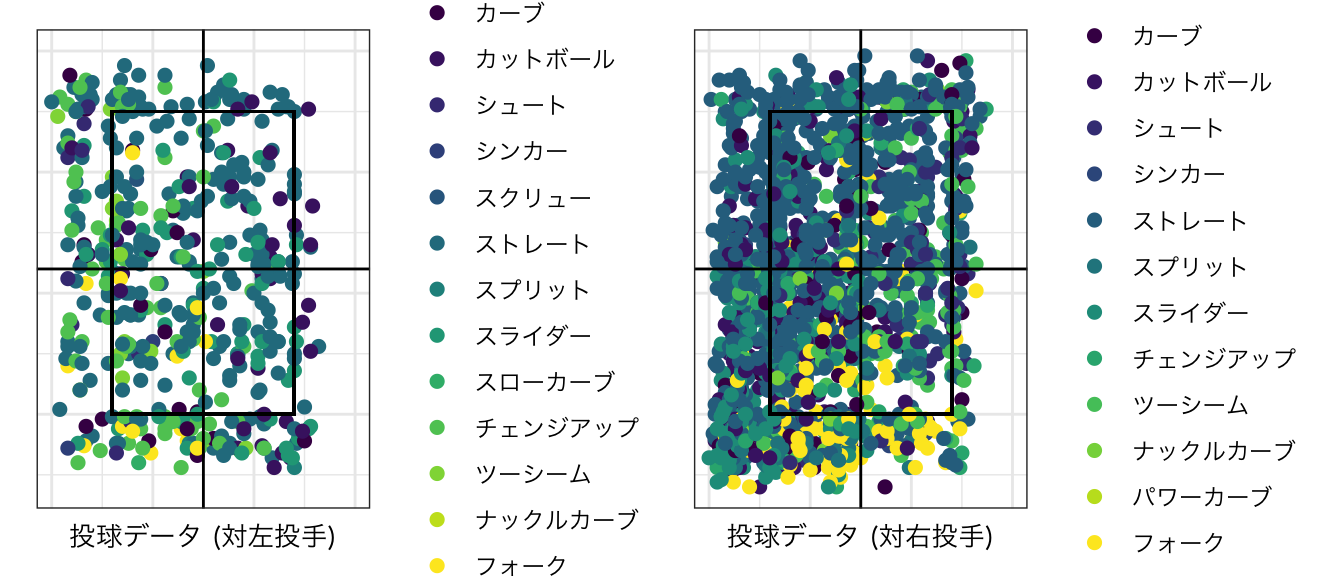 カーブ
カットボール
シュート
シンカー
スクリュー
ストレート
スプリット
スライダー
スローカーブ
チェンジアップ
ツーシーム
ナックルカーブ
フォーク
投球データ (対左投手)
カーブ
カットボール
シュート
シンカー
ストレート
スプリット
スライダー
チェンジアップ
ツーシーム
ナックルカーブ
パワーカーブ
フォーク
投球データ (対右投手)